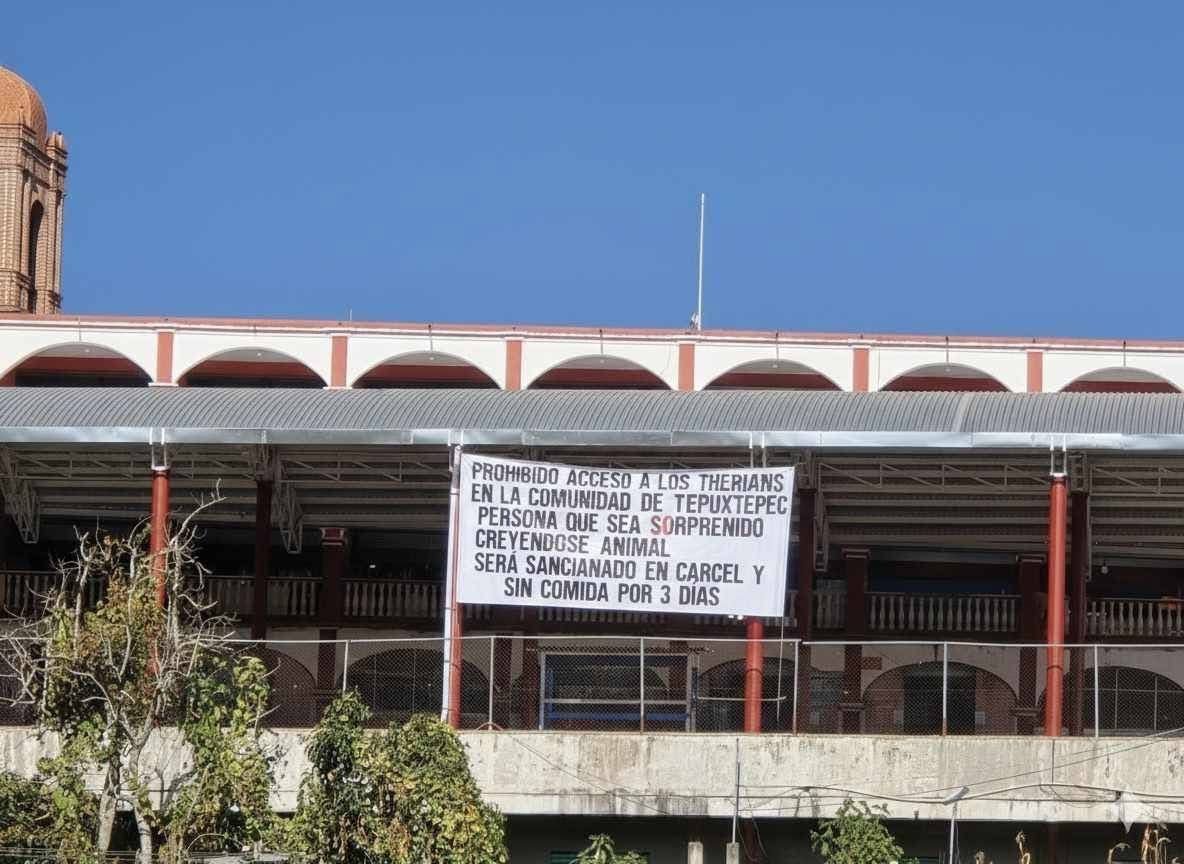 PROHIBIDO ACCESO A LOS THERIANS
EN LA COMUNIDAD DE TEPUXTEPEC
PERSONA QUE SEA SORPRENIDO
CREYENDOSE ANIMAL
SERÁ SANCIANADO EN CARCEL Y
SIN COMIDA POR 3 DÍAS